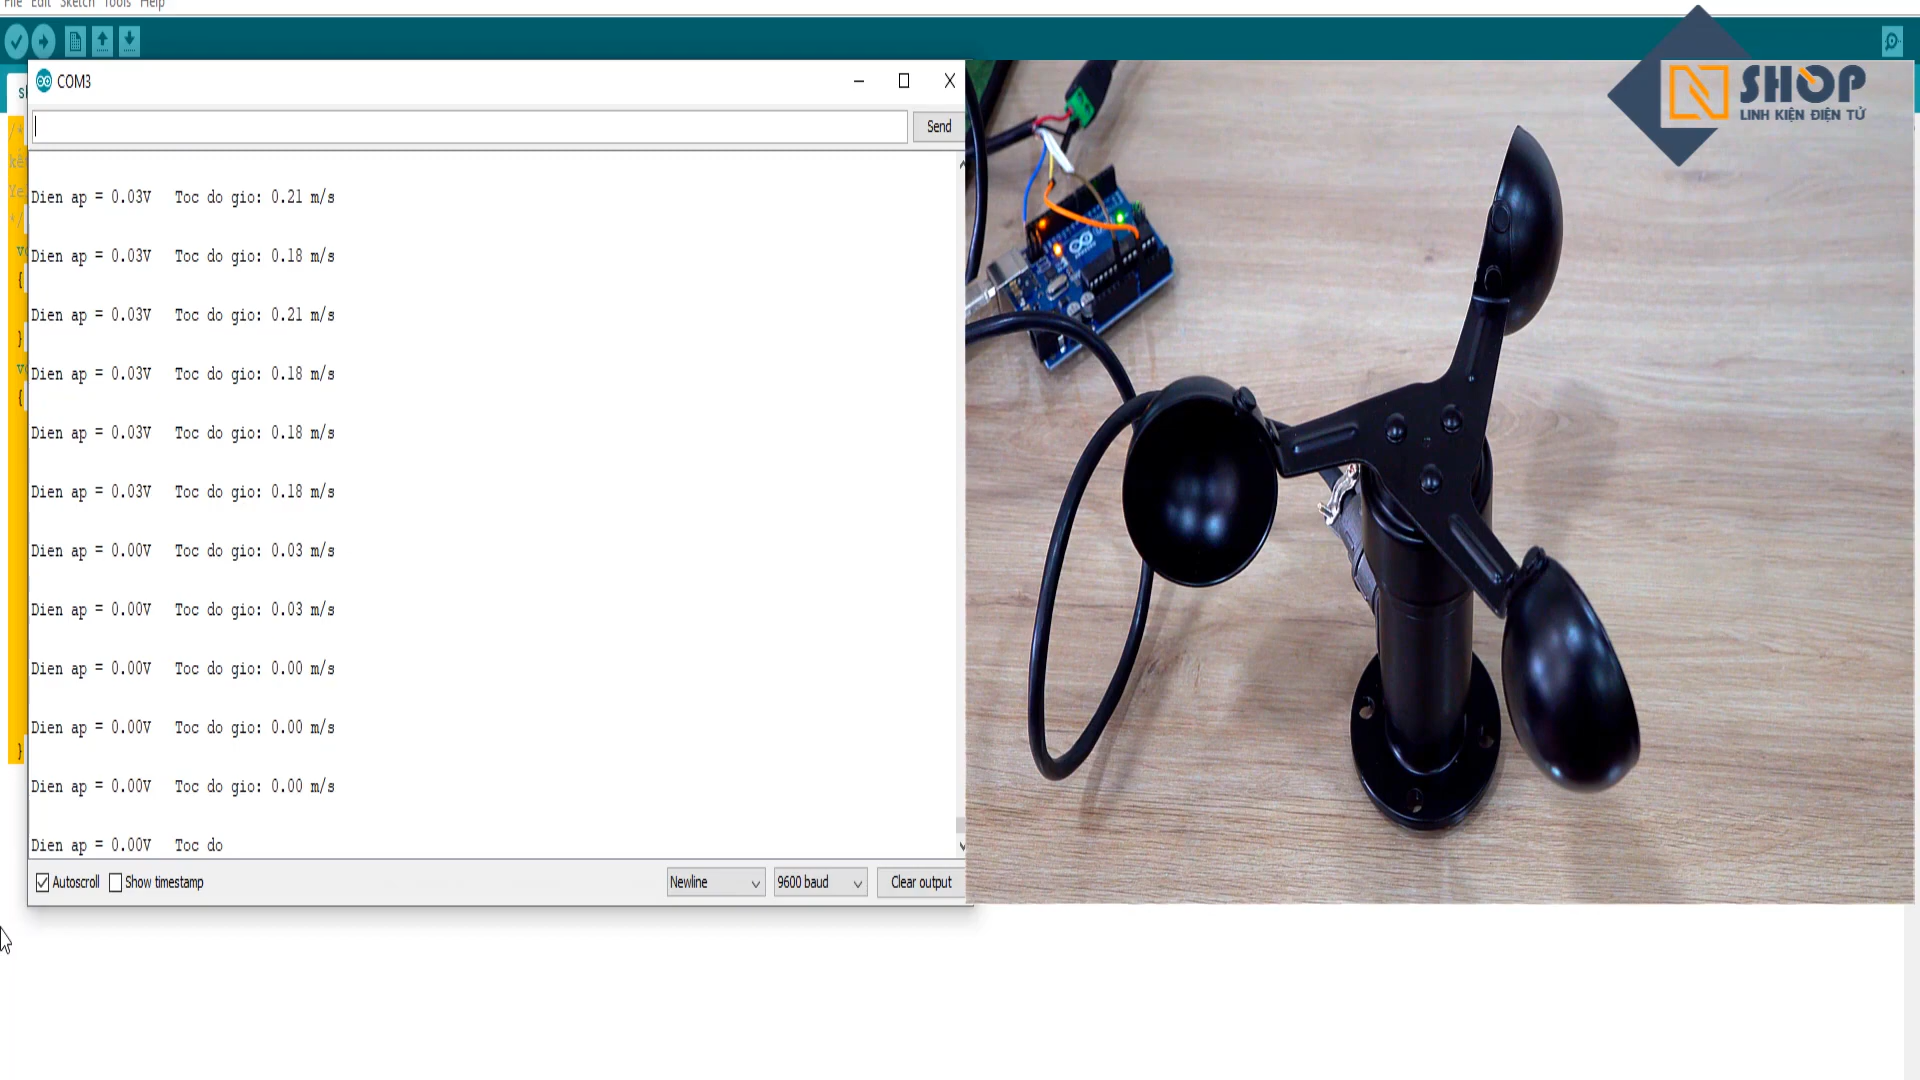 File Edit Sketch Tools Help
COM3
Send
Dien ap = 0.03V Toc do gio: 0.21 m/s
Dien ap = 0.03V Toc do gio: 0.18 m/s
Dien ap = 0.03V Toc do gio: 0.21 m/s
Dien ap = 0.03V Toc do gio: 0.18 m/s
Dien ap = 0.03V Toc do gio: 0.18 m/s
Dien ap = 0.03V Toc do gio: 0.18 m/s
Dien ap = 0.00V Toc do gio: 0.03 m/s
Dien ap = 0.00V Toc do gio: 0.03 m/s
Dien ap = 0.00V Toc do gio: 0.00 m/s
Dien ap = 0.00V Toc do gio: 0.00 m/s
Dien ap = 0.00V Toc do gio: 0.00 m/s
Dien ap = 0.00V Toc do
Autoscroll Show timestamp Newline 9600 baud Clear output
SHOP
LINH KIỆN ĐIỆN TỬ